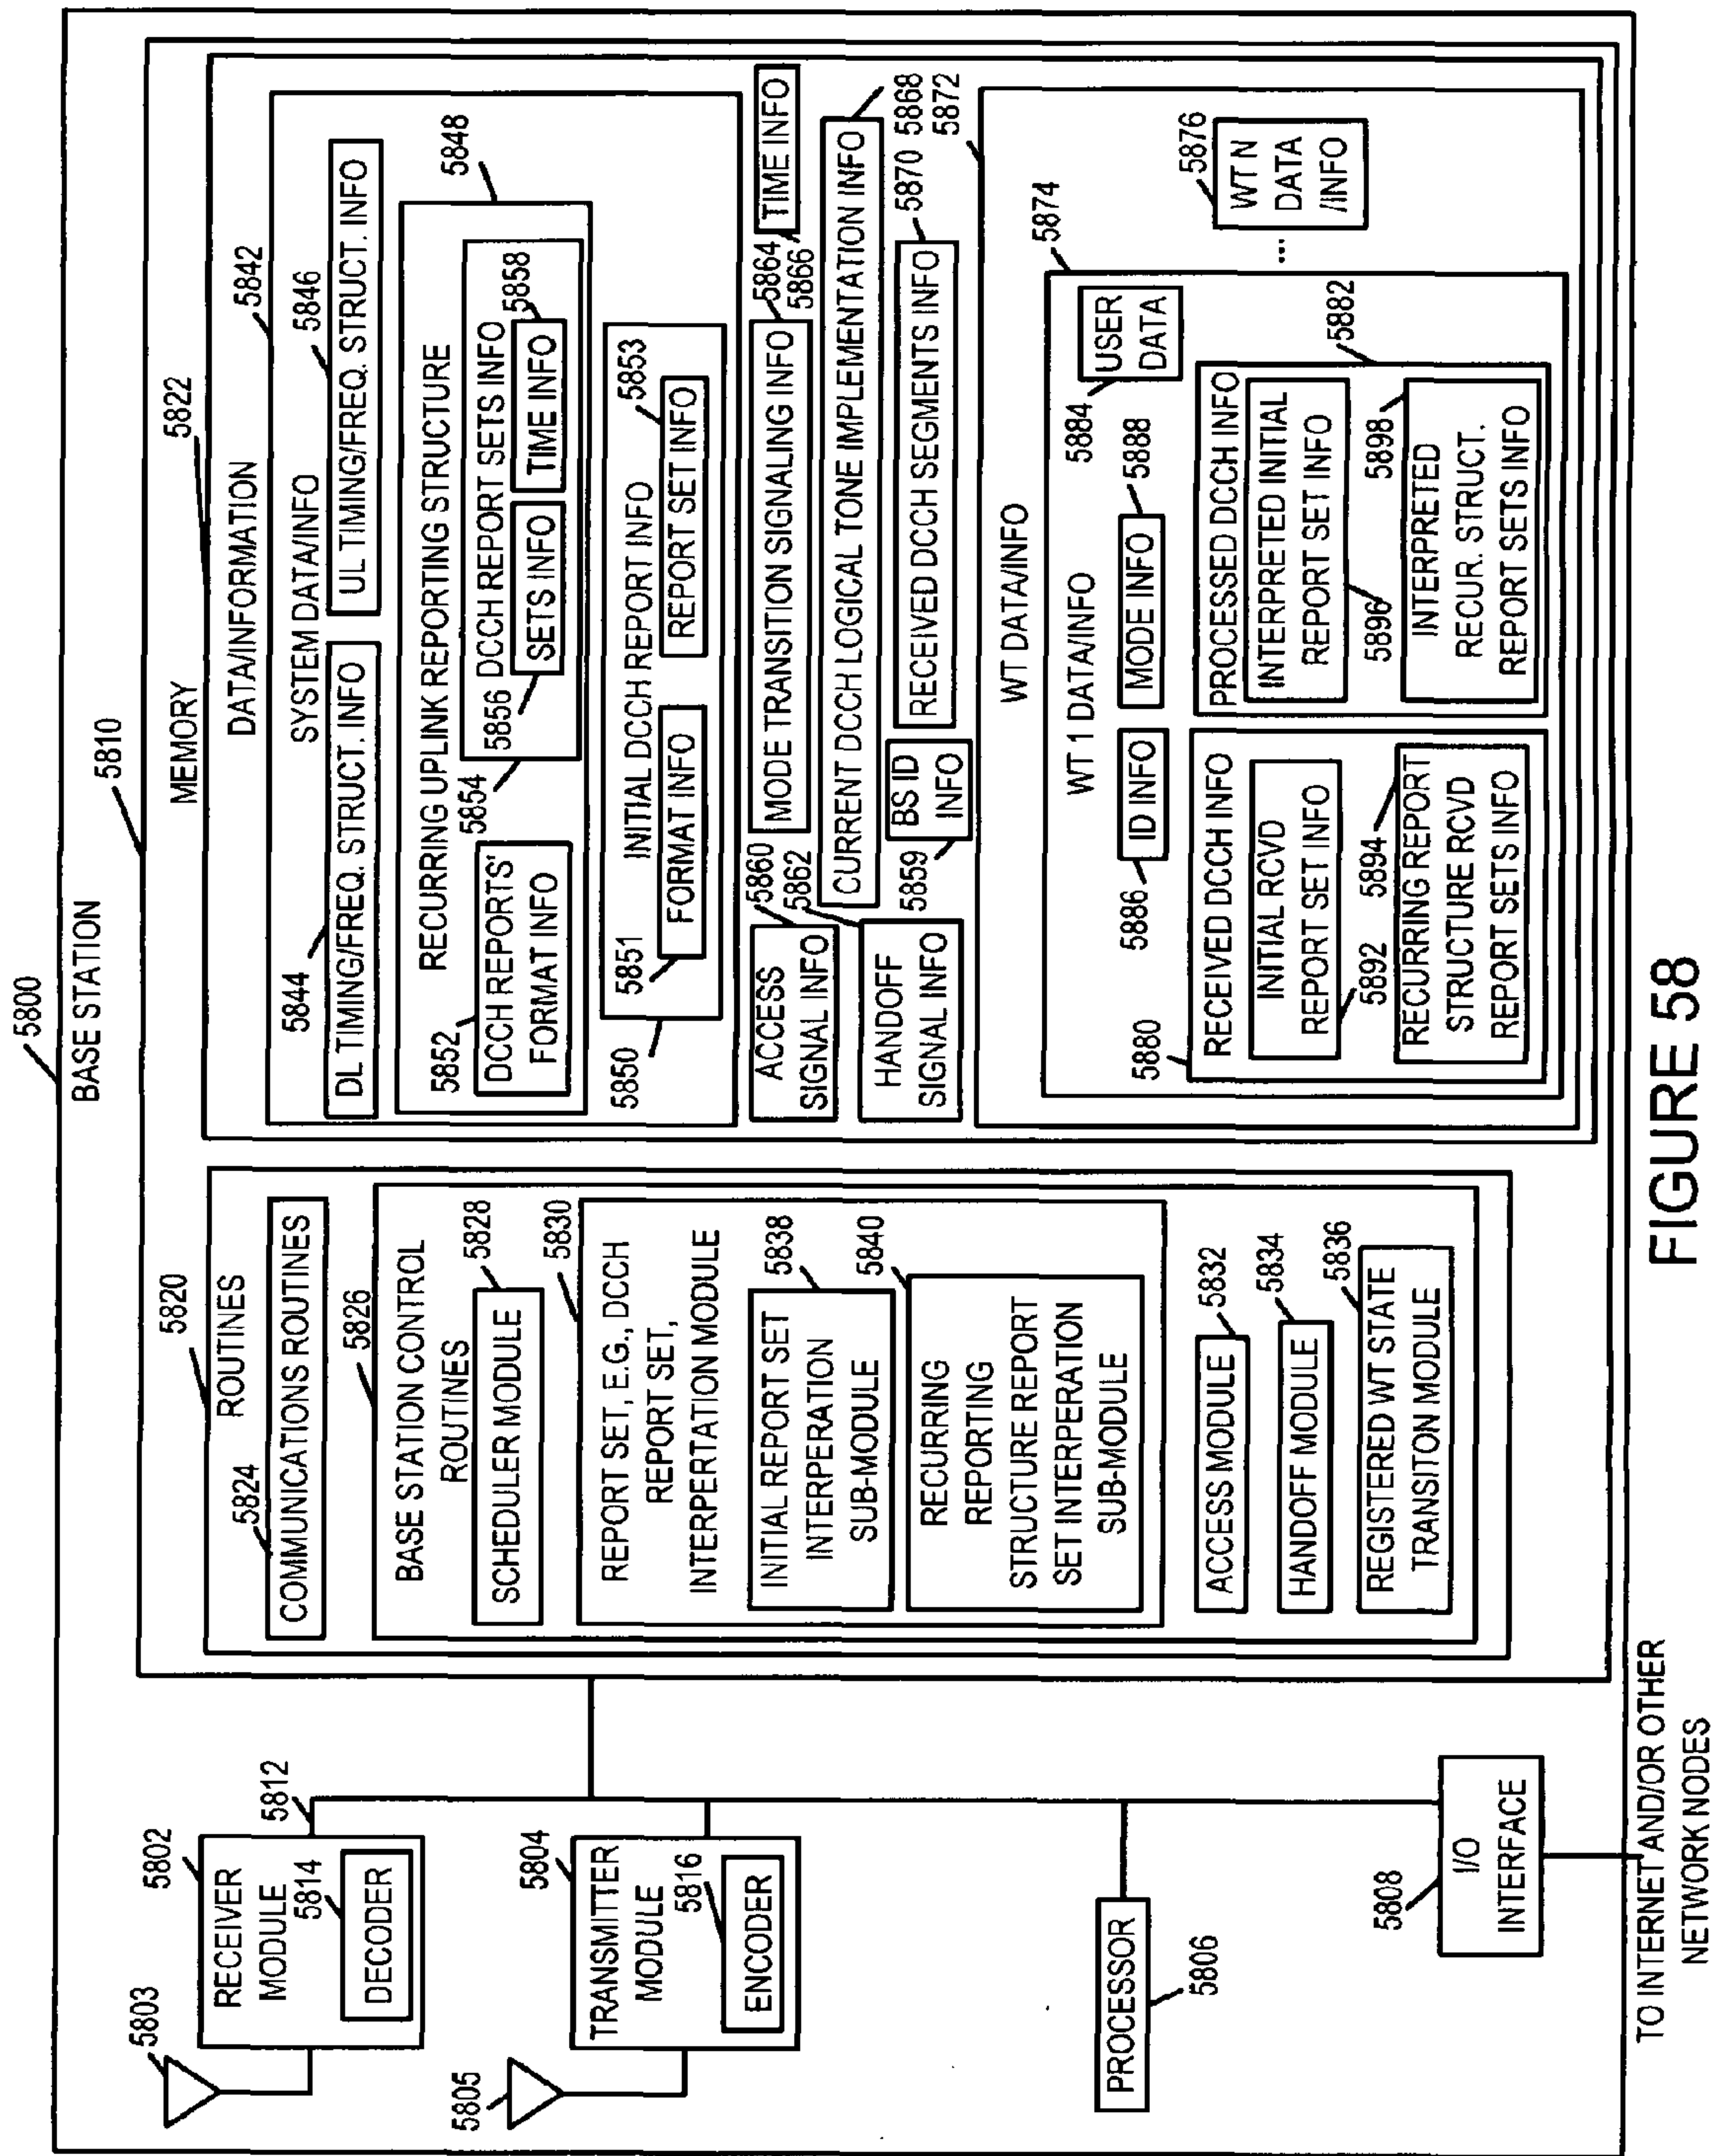 5800
BASE STATION
5810
5803
5802
RECEIVER
MODULE
5814
DECODER
5812
5805
5804
TRANSMITTER
MODULE
5816
ENCODER
PROCESSOR
5806
5808
I/O
INTERFACE
TO INTERNET AND/OR OTHER
NETWORK NODES
MEMORY
5822
5820
ROUTINES
5824
COMMUNICATIONS ROUTINES
5826
BASE STATION CONTROL
ROUTINES
5828
SCHEDULER MODULE
5830
REPORT SET, E.G., DCCH
REPORT SET,
INTERPERTATION MODULE
5838
INITIAL REPORT SET
INTERPERATION
SUB-MODULE
5840
RECURRING
REPORTING
STRUCTURE REPORT
SET INTERPERATION
SUB-MODULE
5832
ACCESS MODULE
5834
HANDOFF MODULE
5836
REGISTERED WT STATE
TRANSITON MODULE
DATA/INFORMATION
5842
SYSTEM DATA/INFO
5844
DL TIMING/FREQ. STRUCT. INFO
5846
UL TIMING/FREQ. STRUCT. INFO
5848
RECURRING UPLINK REPORTING STRUCTURE
5852
DCCH REPORTS'
FORMAT INFO
5854
5856
DCCH REPORT SETS INFO
SETS INFO
5858
TIME INFO
5850
INITIAL DCCH REPORT INFO
5851
FORMAT INFO
5853
REPORT SET INFO
ACCESS
SIGNAL INFO
5860
MODE TRANSITION SIGNALING INFO
5864
5866
TIME INFO
5862
HANDOFF
SIGNAL INFO
CURRENT DCCH LOGICAL TONE IMPLEMENTATION INFO
5868
BS ID
INFO
5859
RECEIVED DCCH SEGMENTS INFO
5870
5872
WT DATA/INFO
5874
WT 1 DATA/INFO
5886
ID INFO
5888
MODE INFO
5884
USER
DATA
...
5876
WT N
DATA
/INFO
5880
RECEIVED DCCH INFO
INITIAL RCVD
REPORT SET INFO
5892
5894
RECURRING REPORT
STRUCTURE RCVD
REPORT SETS INFO
5882
PROCESSED DCCH INFO
INTERPRETED INITIAL
REPORT SET INFO
5896
5898
INTERPRETED
RECUR. STRUCT.
REPORT SETS INFO
FIGURE 58